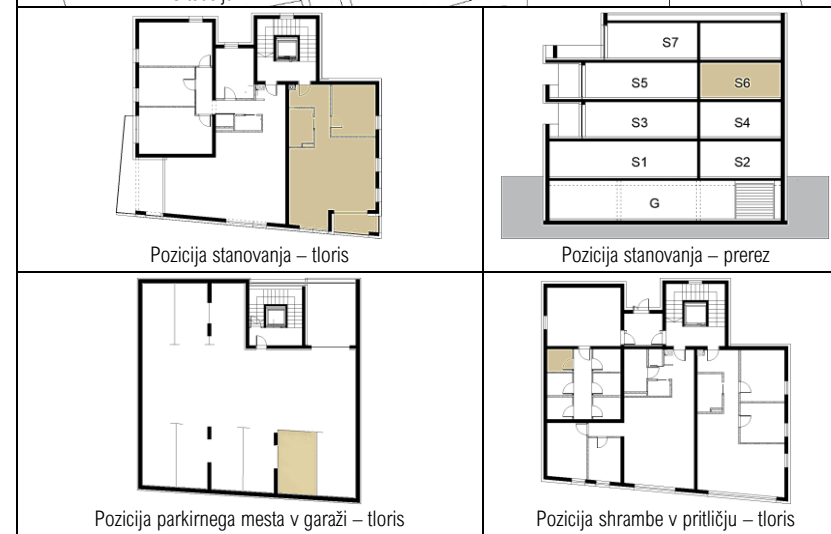 S7
S5 S6
S3 S4
S1 S2
G
Pozicija stanovanja – tloris
Pozicija stanovanja – prerez
Pozicija parkirnega mesta v garaži – tloris
Pozicija shrambe v pritličju – tloris